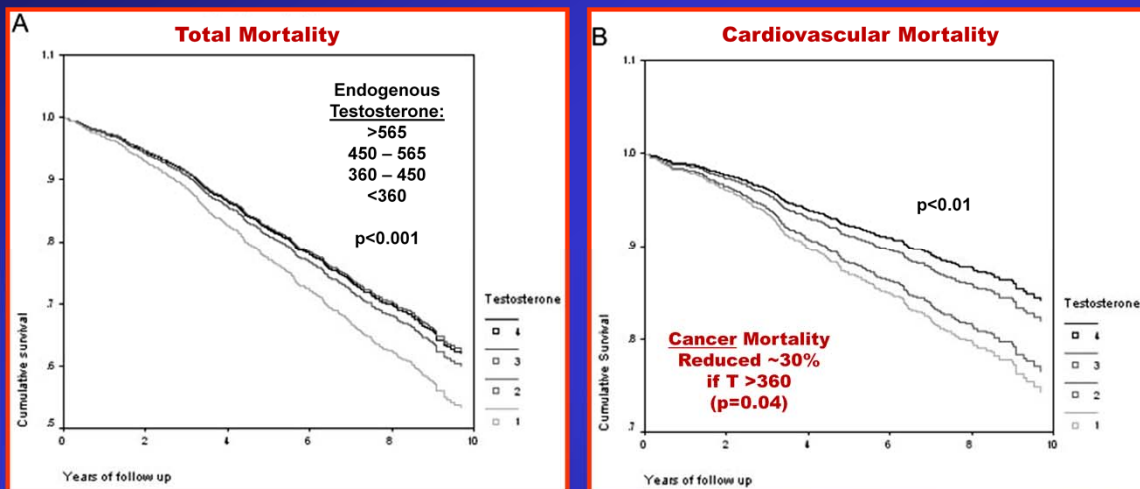 A
Total Mortality
1.1
1.0
.9
.8
.7
.6
.5
Cumulative survival
0 2 4 6 8 10
Years of follow up
Endogenous
Testosterone:
>565
450 – 565
360 – 450
<360
p<0.001
Testosterone
4
3
2
1
B
Cardiovascular Mortality
1.1
1.0
.9
.8
.7
Cumulative Survival
0 2 4 6 8 10
Years of follow up
p<0.01
Cancer Mortality
Reduced ~30%
if T >360
(p=0.04)
Testosterone
4
3
2
1